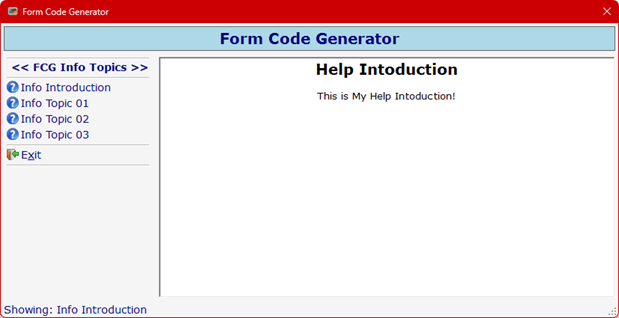 Form Code Generator
Form Code Generator
<< FCG Info Topics >>
Info Introduction
Info Topic 01
Info Topic 02
Info Topic 03
Exit
Help Intoduction
This is My Help Intoduction!
Showing: Info Introduction